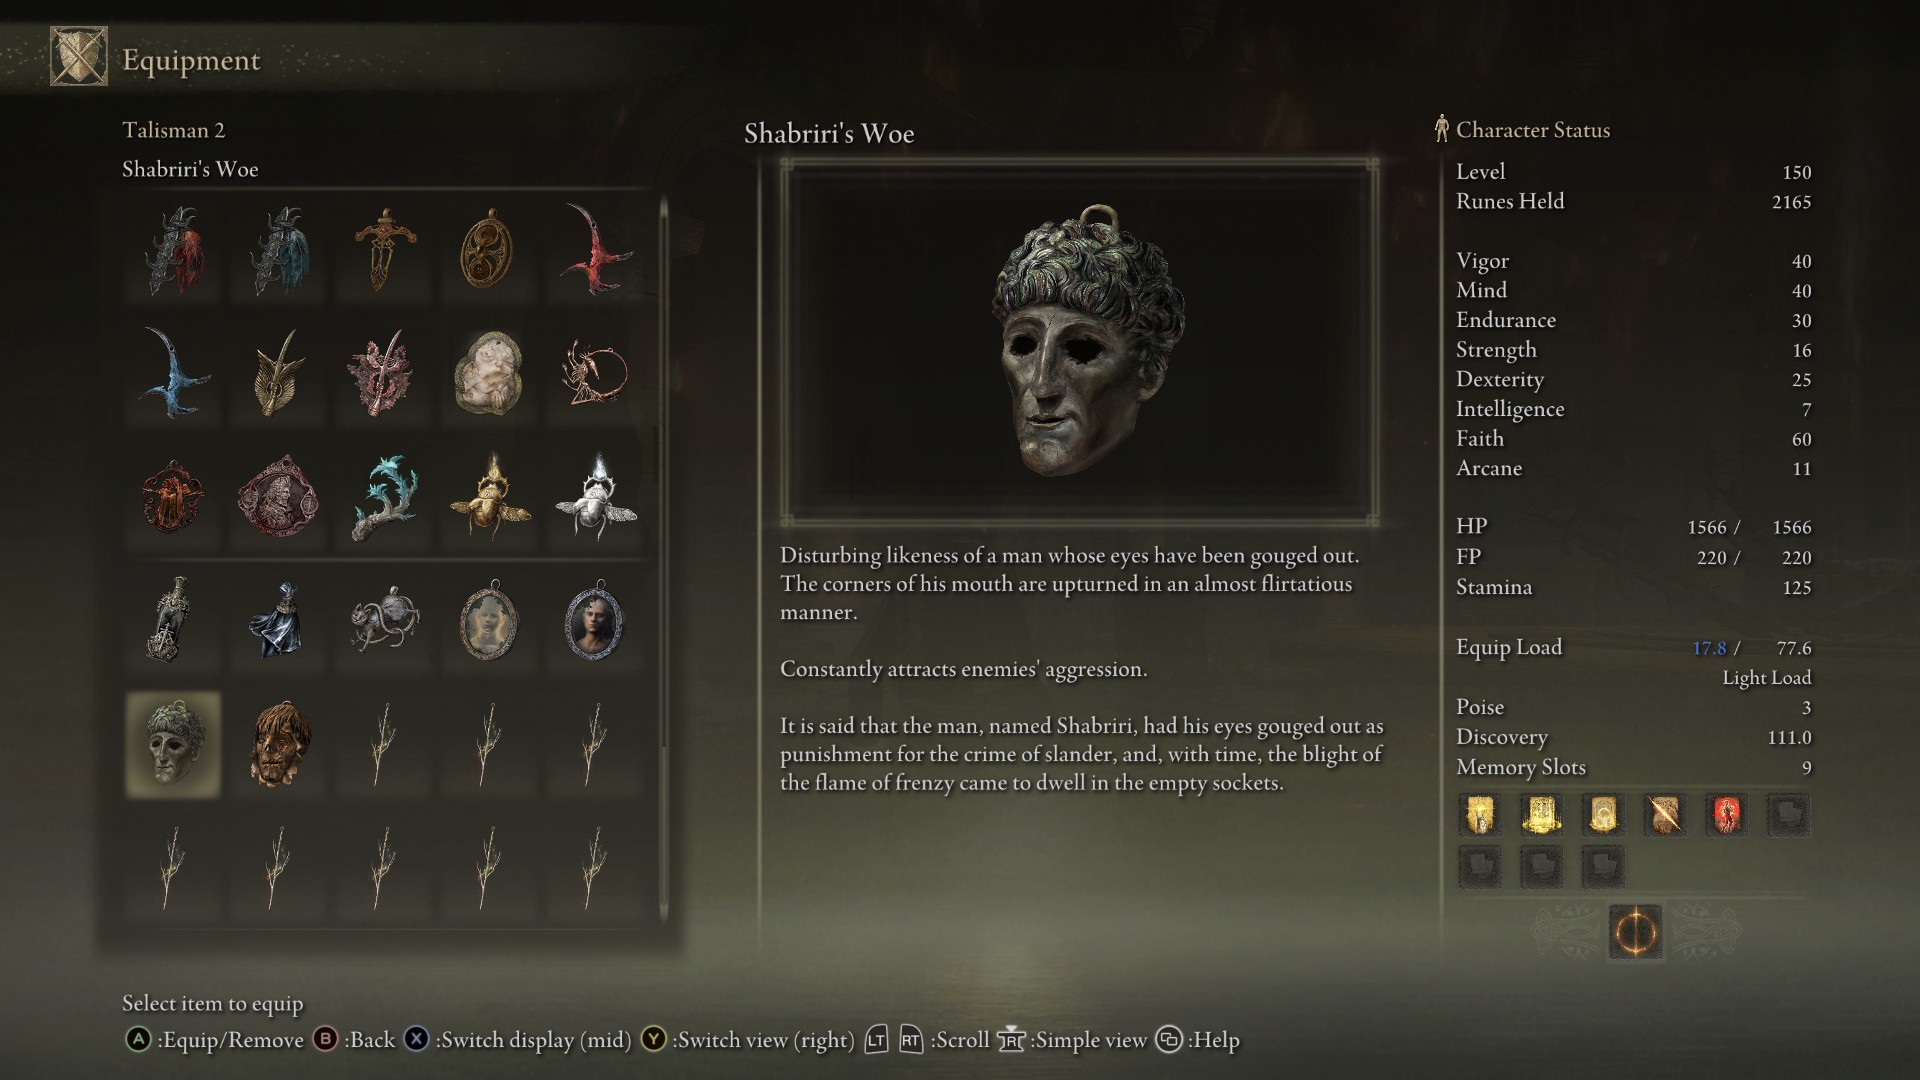 Equipment
Talisman 2
Shabriri's Woe
Shabriri's Woe
Disturbing likeness of a man whose eyes have been gouged out.
The corners of his mouth are upturned in an almost flirtatious
manner.
Constantly attracts enemies' aggression.
It is said that the man, named Shabriri, had his eyes gouged out as
punishment for the crime of slander, and, with time, the blight of
the flame of frenzy came to dwell in the empty sockets.
Character Status
Level 150
Runes Held 2165
Vigor 40
Mind 40
Endurance 30
Strength 16
Dexterity 25
Intelligence 7
Faith 60
Arcane 11
HP 1566 / 1566
FP 220 / 220
Stamina 125
Equip Load 17.8 / 77.6
Light Load
Poise 3
Discovery 111.0
Memory Slots 9
Select item to equip
A :Equip/Remove B :Back X :Switch display (mid) Y :Switch view (right) LT RT :Scroll R :Simple view :Help